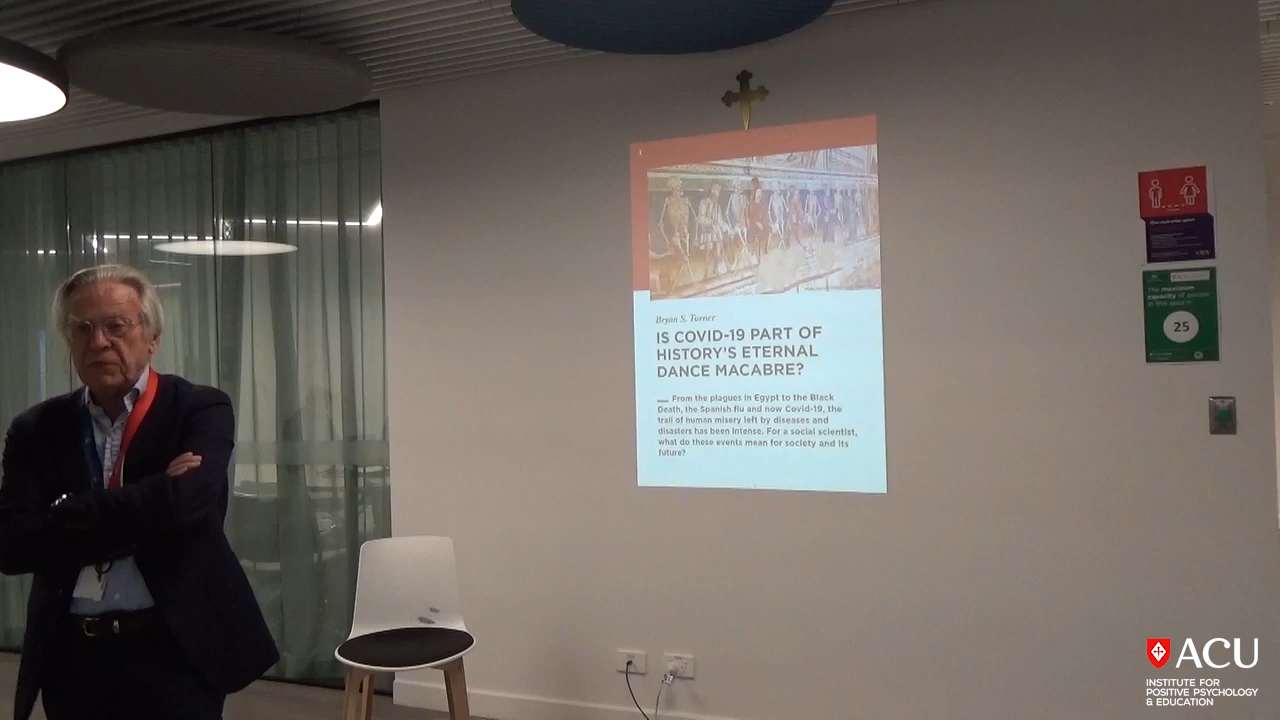 Bryan S. Turner
IS COVID-19 PART OF
HISTORY'S ETERNAL
DANCE MACABRE?
— From the plagues in Egypt to the Black
Death, the Spanish flu and now Covid-19, the
trail of human misery left by diseases and
disasters has been intense. For a social scientist,
what do these events mean for society and its
future?
The maximum
capacity of people
in this space is
25
ACU
INSTITUTE FOR
POSITIVE PSYCHOLOGY
& EDUCATION